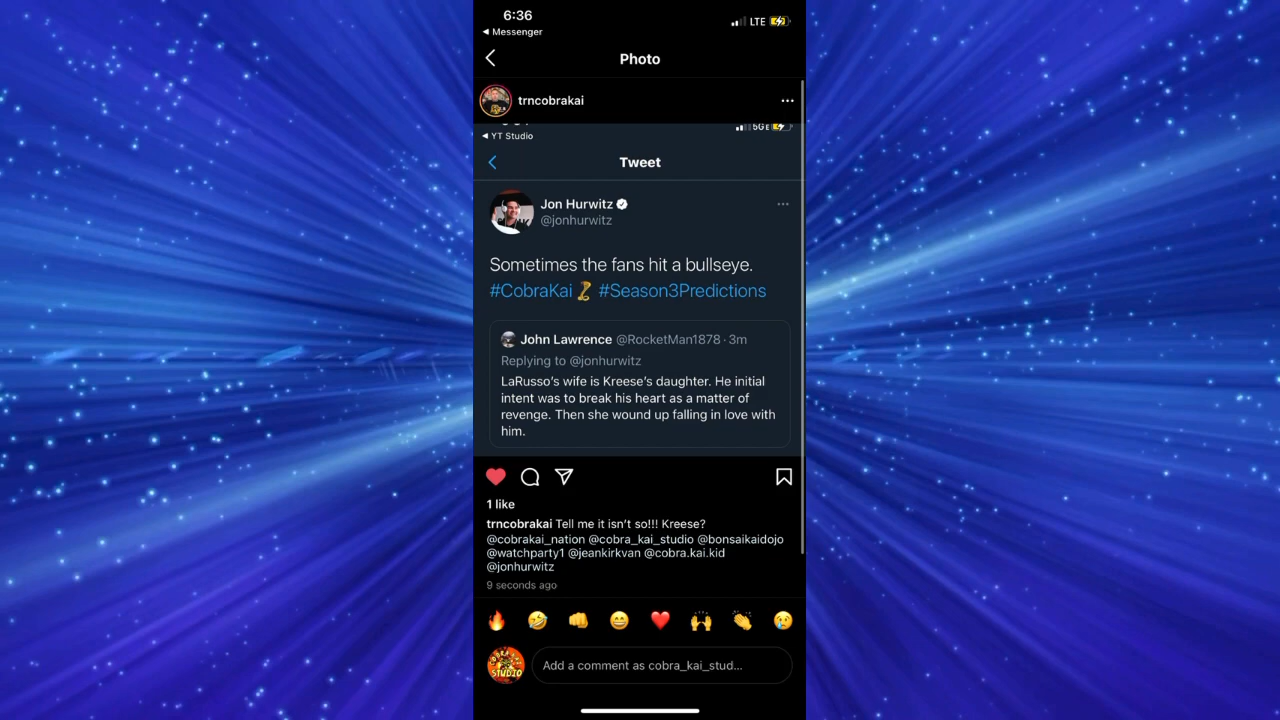 6:36
LTE
◀ Messenger
Photo
trncobrakai
◀ YT Studio
5GE
Tweet
Jon Hurwitz
@jonhurwitz
Sometimes the fans hit a bullseye.
#CobraKai #Season3Predictions
John Lawrence @RocketMan1878 · 3m
Replying to @jonhurwitz
LaRusso's wife is Kreese's daughter. He initial
intent was to break his heart as a matter of
revenge. Then she wound up falling in love with
him.
1 like
trncobrakai Tell me it isn't so!!! Kreese?
@cobrakai_nation @cobra_kai_studio @bonsaikaidojo
@watchparty1 @jeankirkvan @cobra.kai.kid
@jonhurwitz
9 seconds ago
STUDIO
Add a comment as cobra_kai_stud...